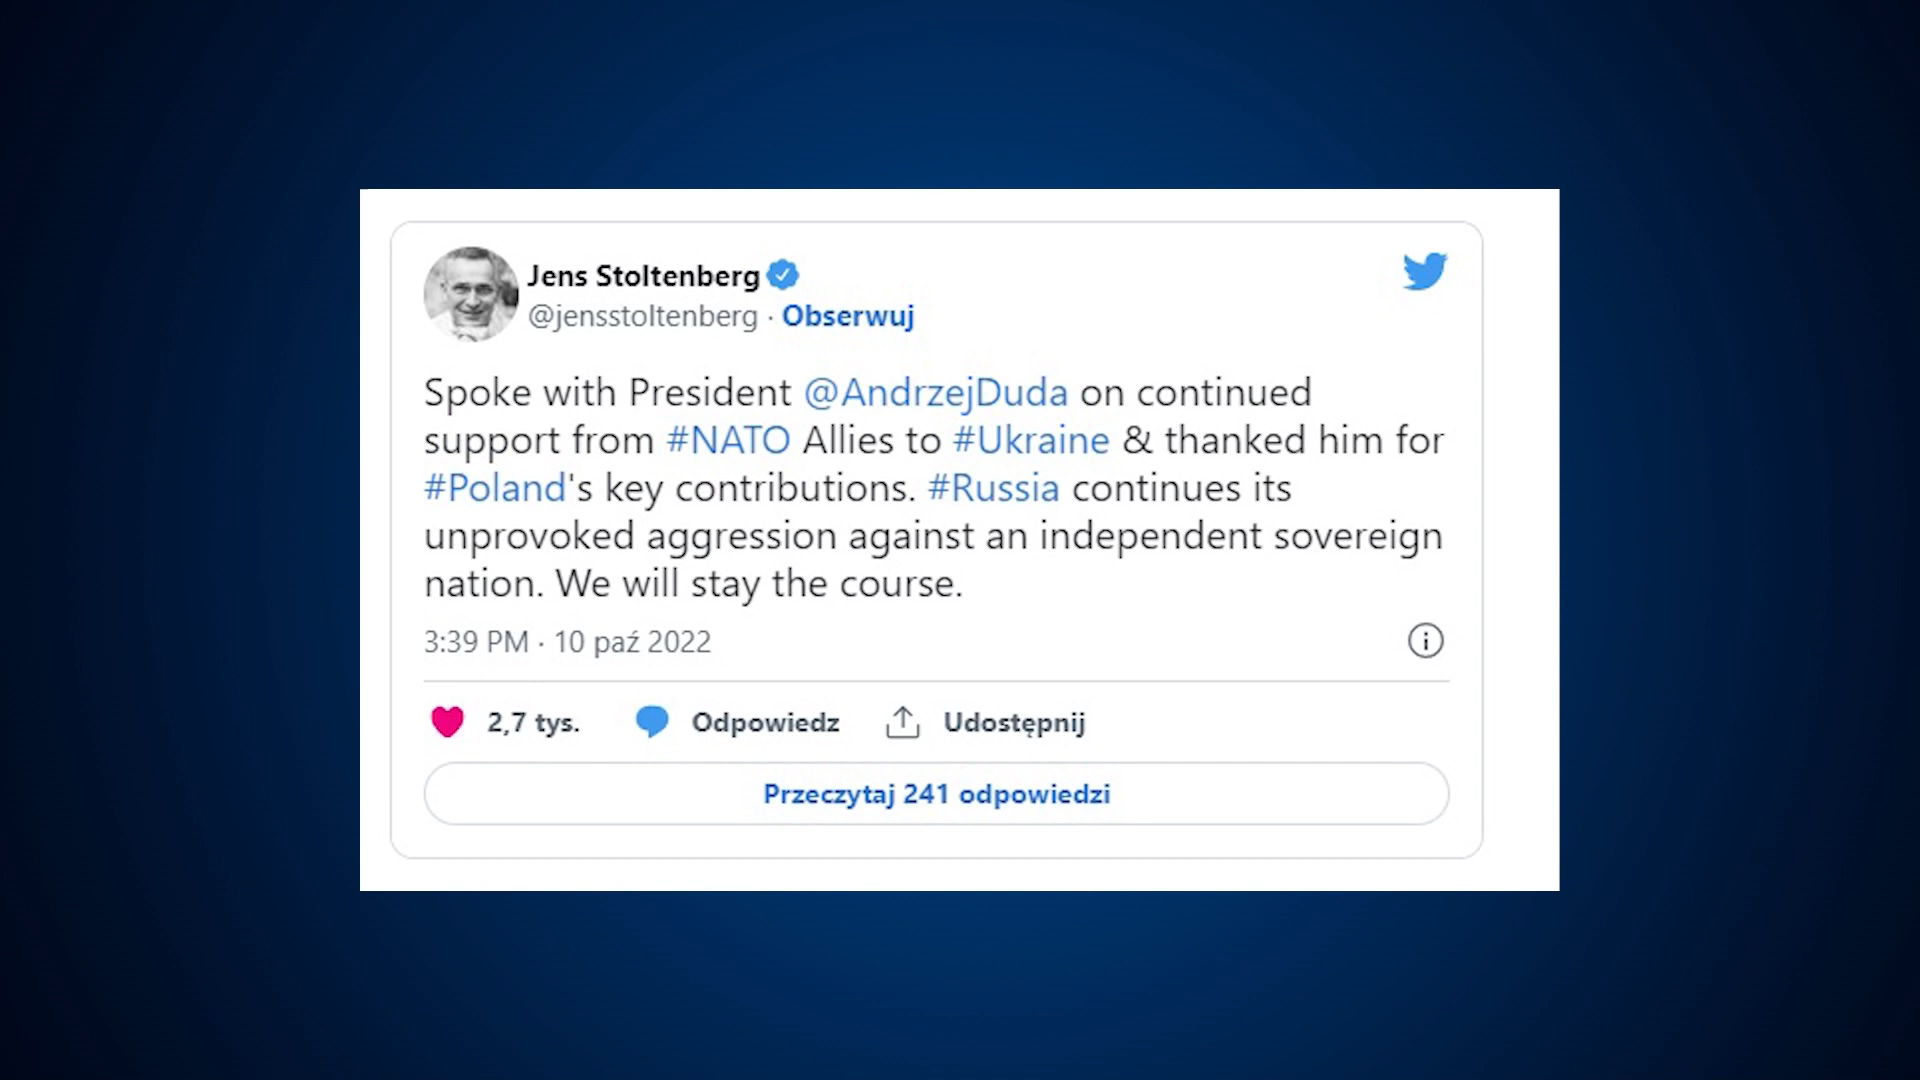 Jens Stoltenberg
@jensstoltenberg · Obserwuj
Spoke with President @AndrzejDuda on continued
support from #NATO Allies to #Ukraine & thanked him for
#Poland's key contributions. #Russia continues its
unprovoked aggression against an independent sovereign
nation. We will stay the course.
3:39 PM · 10 paź 2022
2,7 tys. Odpowiedz Udostępnij
Przeczytaj 241 odpowiedzi